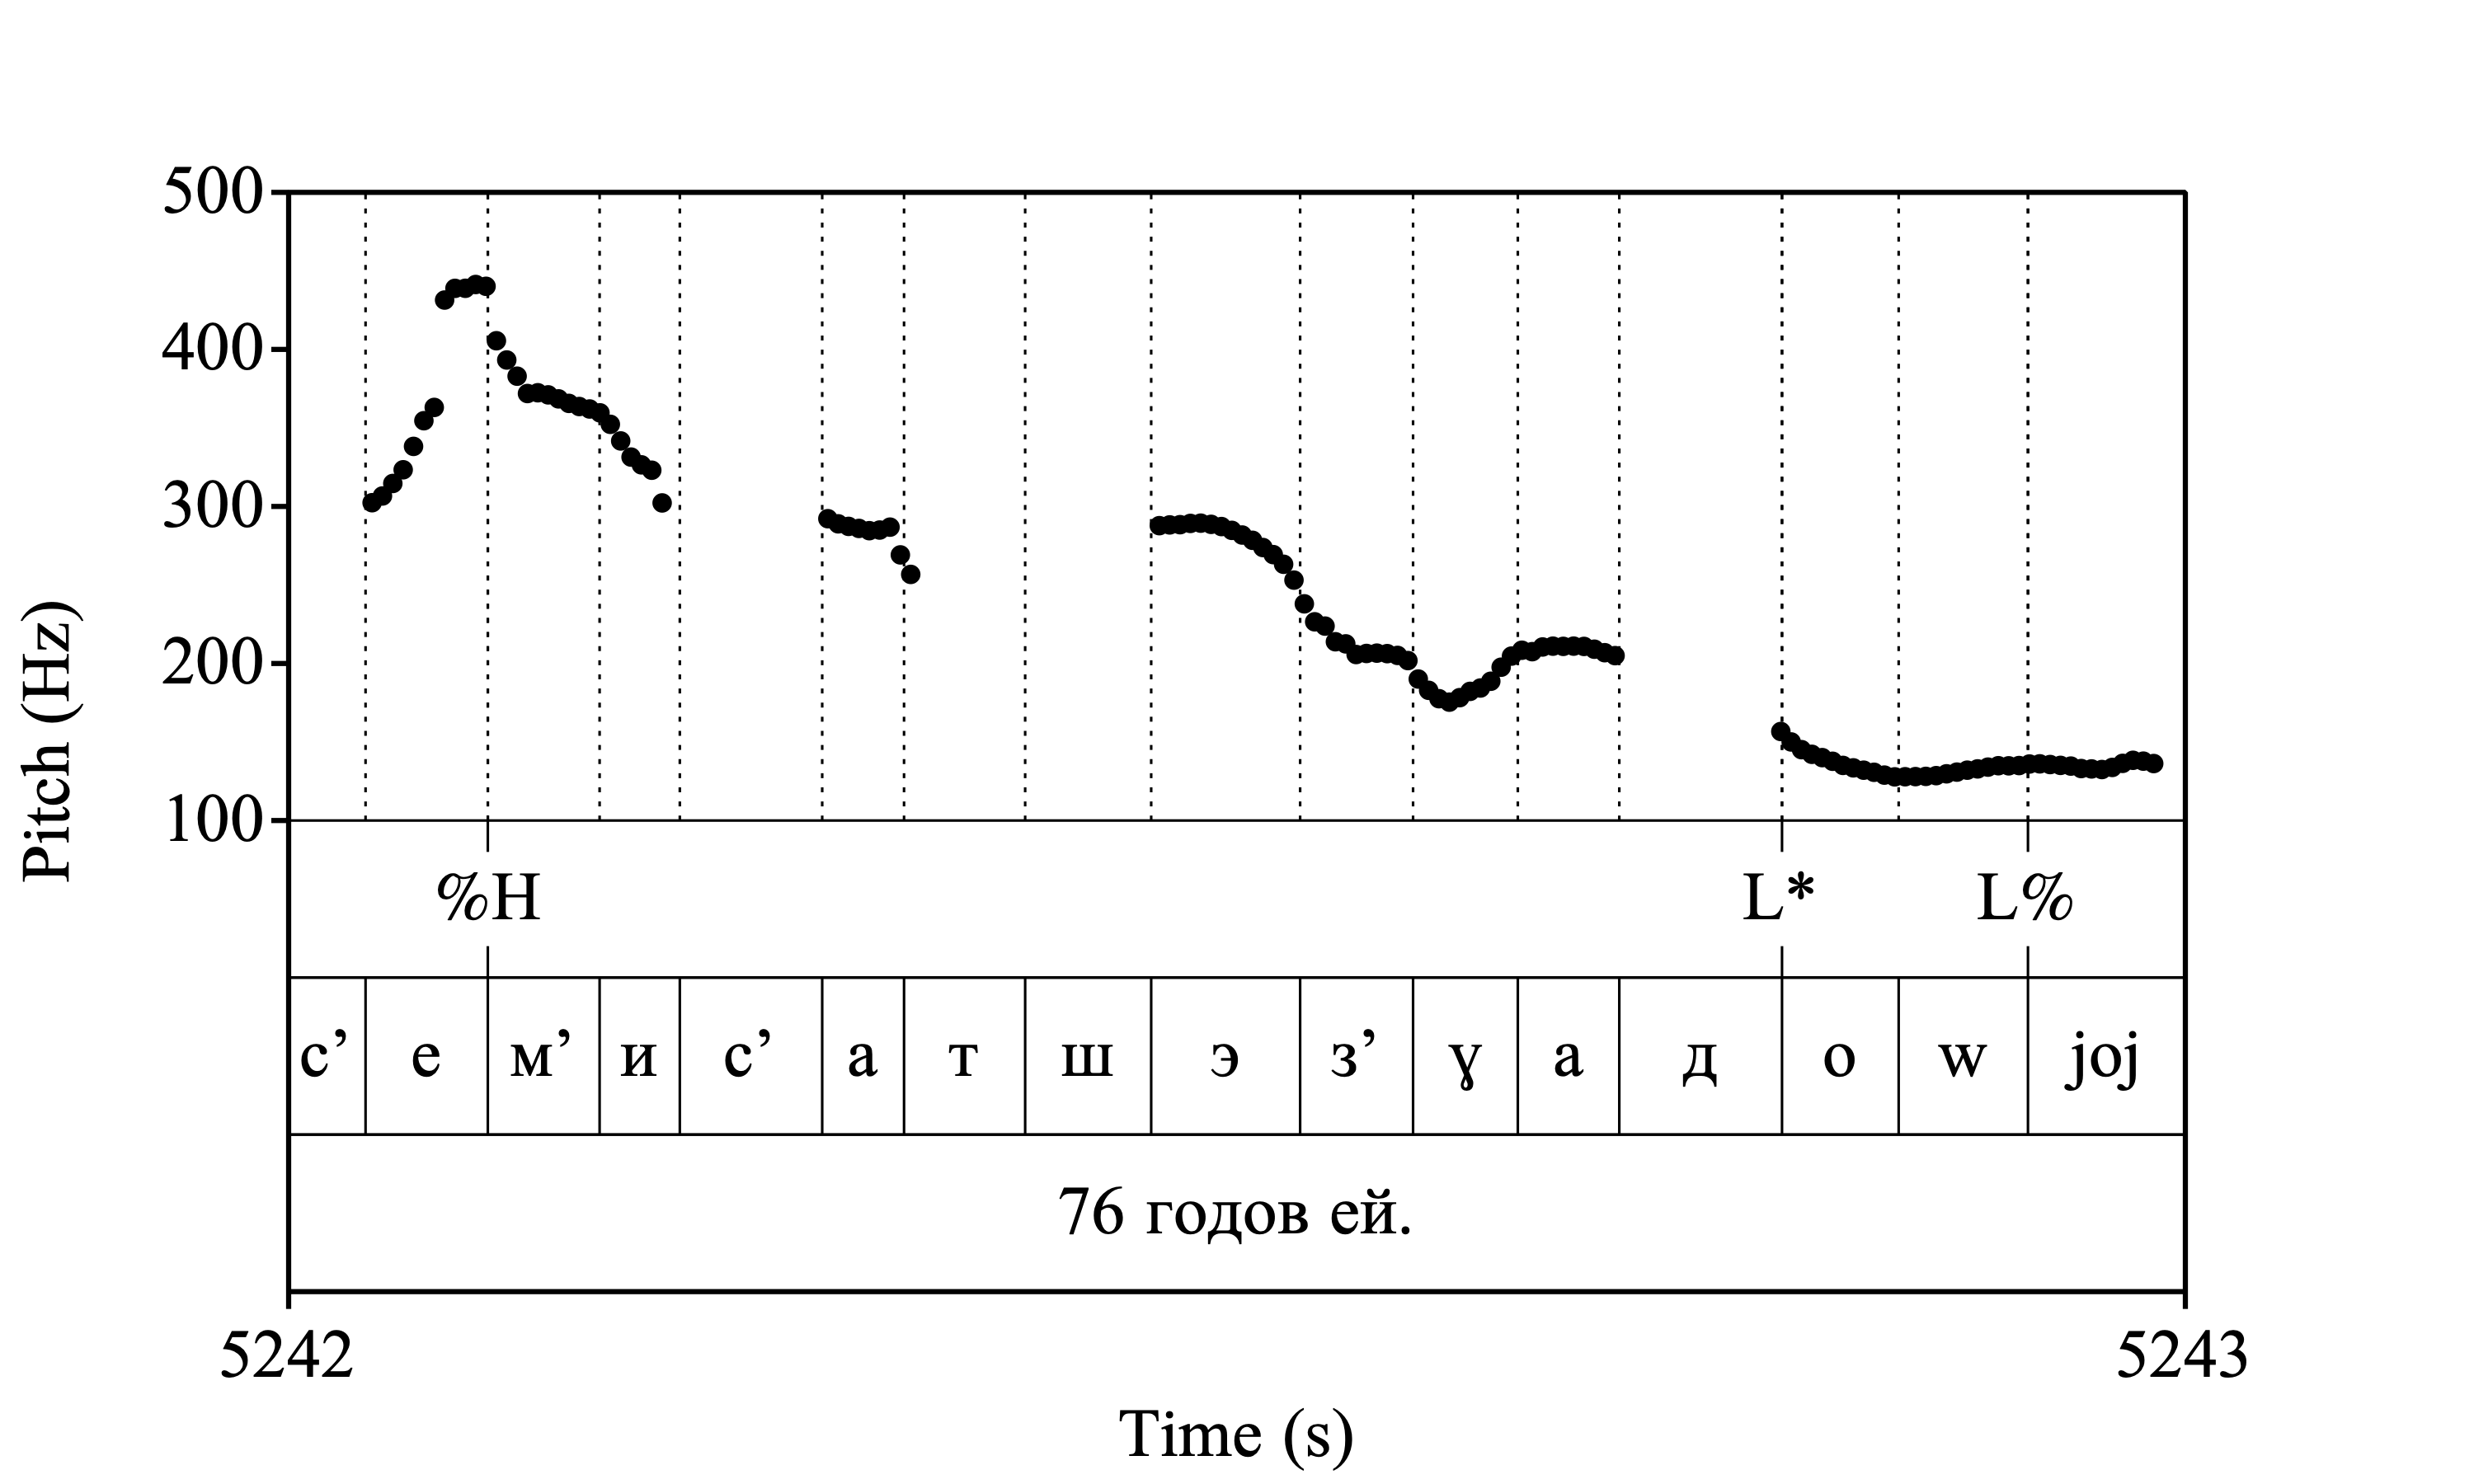 500
400
300
200
100
Pitch (Hz)
%H L* L%
с’ е м’ и с’ а т ш э з’ ɣ а д о w joj
76 годов ей.
5242 5243
Time (s)